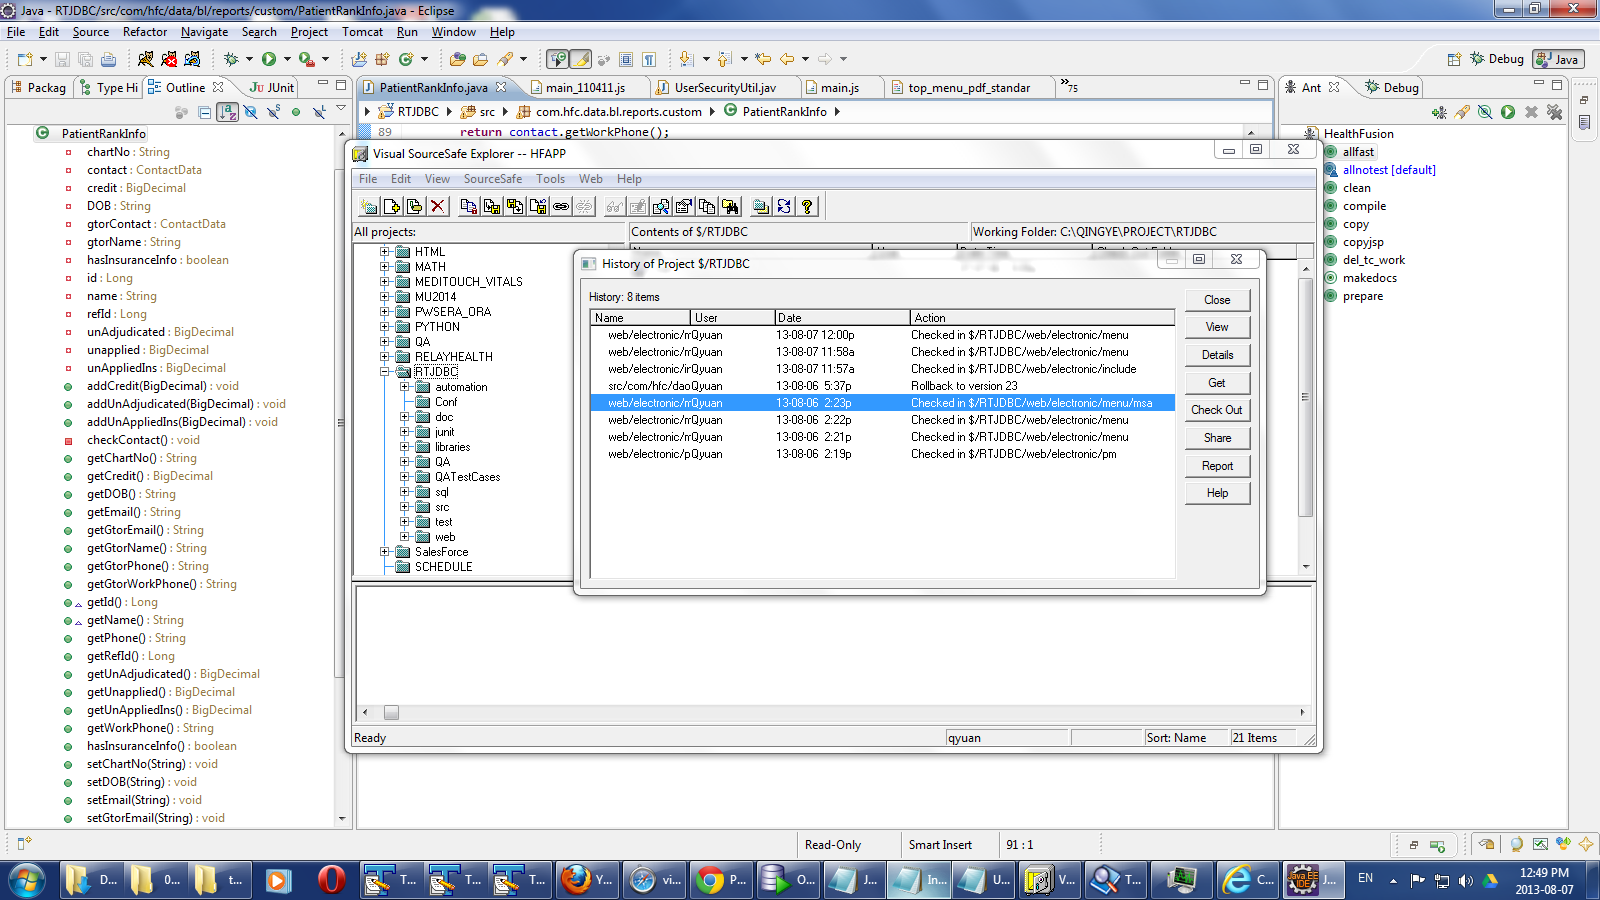 Java - RTJDBC/src/com/hfc/data/bl/reports/custom/PatientRankInfo.java - Eclipse
File Edit Source Refactor Navigate Search Project Tomcat Run Window Help
Debug Java
Packag Type Hi Outline JUnit
PatientRankInfo.java main_110411.js UserSecurityUtil.jav main.js top_menu_pdf_standar 75
Ant Debug
RTJDBC src com.hfc.data.bl.reports.custom PatientRankInfo
89 return contact.getWorkPhone();
PatientRankInfo
chartNo : String
contact : ContactData
credit : BigDecimal
DOB : String
gtorContact : ContactData
gtorName : String
hasInsuranceInfo : boolean
id : Long
name : String
refId : Long
unAdjudicated : BigDecimal
unapplied : BigDecimal
unAppliedIns : BigDecimal
addCredit(BigDecimal) : void
addUnAdjudicated(BigDecimal) : void
addUnAppliedIns(BigDecimal) : void
checkContact() : void
getChartNo() : String
getCredit() : BigDecimal
getDOB() : String
getEmail() : String
getGtorEmail() : String
getGtorName() : String
getGtorPhone() : String
getGtorWorkPhone() : String
getId() : Long
getName() : String
getPhone() : String
getRefId() : Long
getUnAdjudicated() : BigDecimal
getUnapplied() : BigDecimal
getUnAppliedIns() : BigDecimal
getWorkPhone() : String
hasInsuranceInfo() : boolean
setChartNo(String) : void
setDOB(String) : void
setEmail(String) : void
setGtorEmail(String) : void
Visual SourceSafe Explorer -- HFAPP
File Edit View SourceSafe Tools Web Help
All projects:
Contents of $/RTJDBC
Working Folder: C:\QINGYE\PROJECT\RTJDBC
HTML
MATH
MEDITOUCH_VITALS
MU2014
PWSERA_ORA
PYTHON
QA
RELAYHEALTH
RTJDBC
automation
Conf
doc
junit
libraries
QA
QATestCases
sql
src
test
web
SalesForce
SCHEDULE
History of Project $/RTJDBC
History: 8 items
Name User Date Action
web/electronic/m Qyuan 13-08-07 12:00p Checked in $/RTJDBC/web/electronic/menu
web/electronic/m Qyuan 13-08-07 11:58a Checked in $/RTJDBC/web/electronic/menu
web/electronic/ Qyuan 13-08-07 11:57a Checked in $/RTJDBC/web/electronic/include
src/com/hfc/dao Qyuan 13-08-06 5:37p Rollback to version 23
web/electronic/m Qyuan 13-08-06 2:23p Checked in $/RTJDBC/web/electronic/menu/msa
web/electronic/m Qyuan 13-08-06 2:22p Checked in $/RTJDBC/web/electronic/menu
web/electronic/m Qyuan 13-08-06 2:21p Checked in $/RTJDBC/web/electronic/menu
web/electronic/p Qyuan 13-08-06 2:19p Checked in $/RTJDBC/web/electronic/pm
Close
View
Details
Get
Check Out
Share
Report
Help
Ready qyuan Sort: Name 21 Items
HealthFusion
allfast
allnotest [default]
clean
compile
copy
copyjsp
del_tc_work
makedocs
prepare
Read-Only Smart Insert 91 : 1
D... 0... t... T... T... T... Y... vi... P... O... J... In... U... V... T... C... J...
EN 12:49 PM
2013-08-07